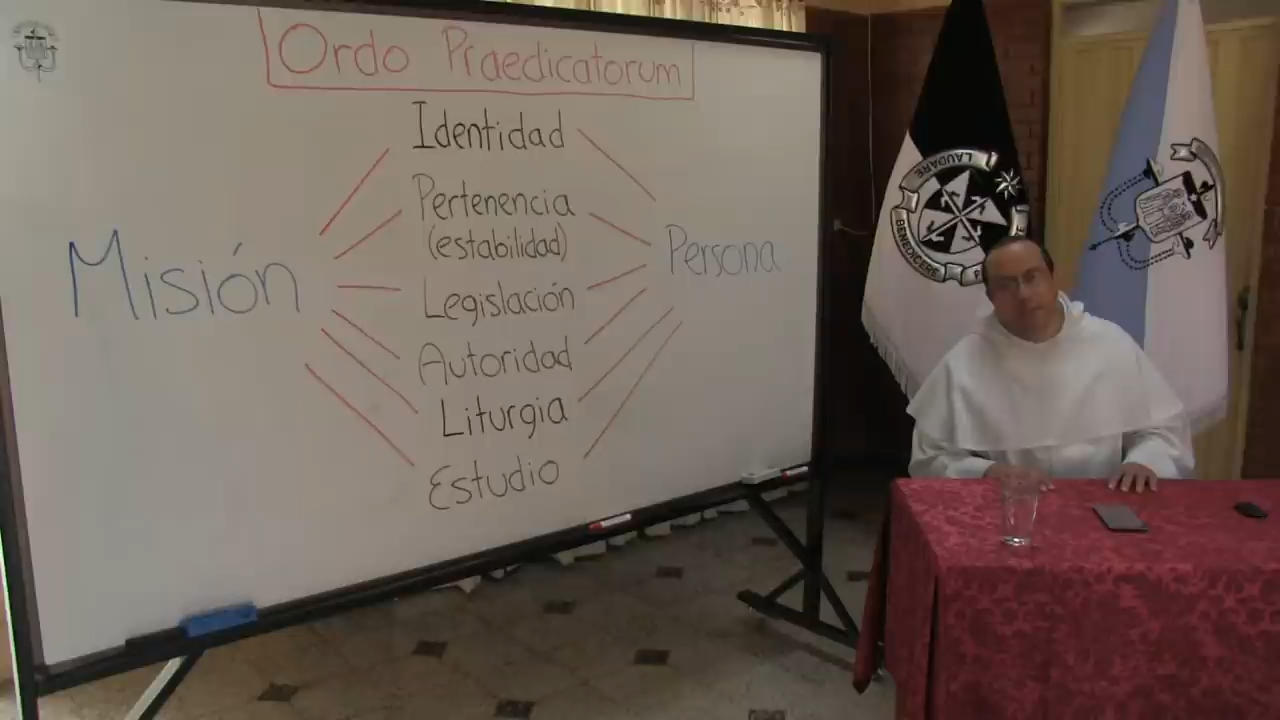 Ordo Praedicatorum
Identidad
Pertenencia
(estabilidad)
Misión
Persona
Legislación
Autoridad
Liturgia
Estudio
LAUDARE
BENEDICERE